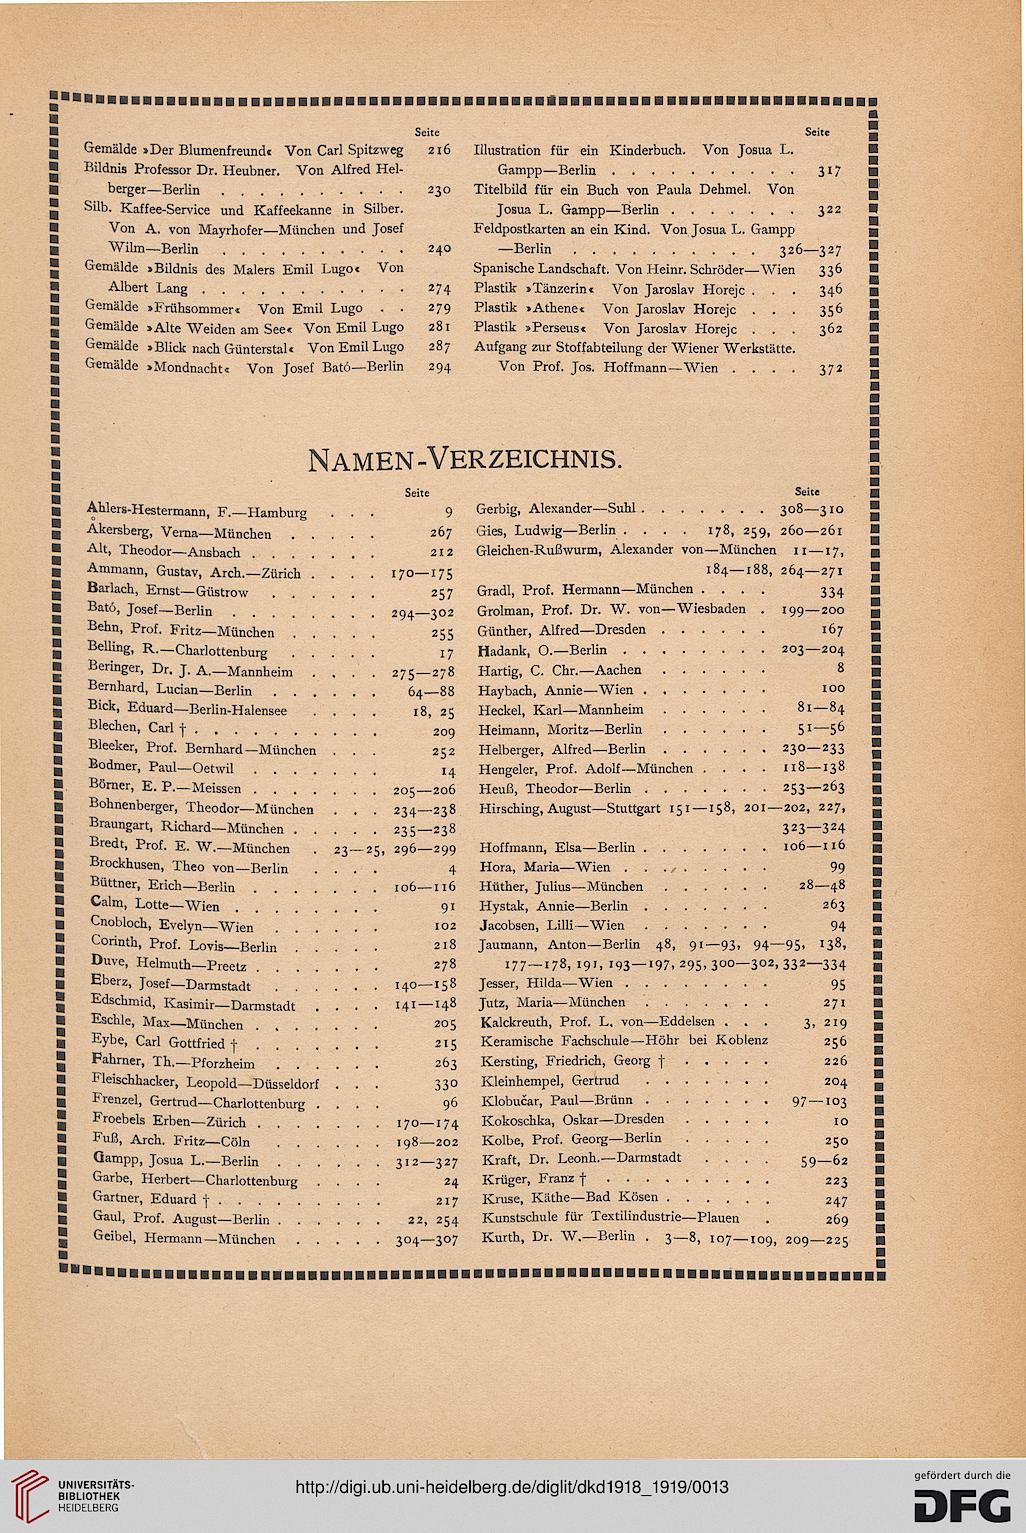 Seite
Gemälde »Der Blumenfreund« Von Carl Spitzweg 216
Bildnis Professor Dr. Heubner. Von Alfred Hel-
berger—Berlin . . . . . . . . . . 230
Silb. Kaffee-Service und Kaffeekanne in Silber.
Von A. von Mayrhofer—München und Josef
Wilm—Berlin . . . . . . . . . . 240
Gemälde »Bildnis des Malers Emil Lugo« Von
Albert Lang . . . . . . . . . . . 274
Gemälde »Frühsommer« Von Emil Lugo . . 279
Gemälde »Alte Weiden am See« Von Emil Lugo 281
Gemälde »Blick nach Günterstal« Von Emil Lugo 287
Gemälde »Mondnacht« Von Josef Bató—Berlin 294
Seite
Illustration für ein Kinderbuch. Von Josua L.
Gampp—Berlin . . . . . . . . . . 317
Titelbild für ein Buch von Paula Dehmel. Von
Josua L. Gampp—Berlin . . . . . . . 322
Feldpostkarten an ein Kind. Von Josua L. Gampp
—Berlin . . . . . . . . . . 326—327
Spanische Landschaft. Von Heinr. Schröder—Wien 336
Plastik »Tänzerin« Von Jaroslav Horejc . . . 346
Plastik »Athene« Von Jaroslav Horejc . . . 356
Plastik »Perseus« Von Jaroslav Horejc . . . 362
Aufgang zur Stoffabteilung der Wiener Werkstätte.
Von Prof. Jos. Hoffmann—Wien . . . . 372
NAMEN-VERZEICHNIS.
Seite
Ahlers-Hestermann, F.—Hamburg . . . 9
Åkersberg, Verna—München . . . . . 267
Alt, Theodor—Ansbach . . . . . . . 212
Ammann, Gustav, Arch.—Zürich . . . . 170—175
Barlach, Ernst—Güstrow . . . . . . 257
Bató, Josef—Berlin . . . . . . . . 294—302
Behn, Prof. Fritz—München . . . . . 255
Belling, R.—Charlottenburg . . . . 17
Beringer, Dr. J. A.—Mannheim . . . . 275—278
Bernhard, Lucian—Berlin . . . . . . 64—88
Bick, Eduard—Berlin-Halensee . . . . 18, 25
Blechen, Carl † . . . . . . . . . . 209
Bleeker, Prof. Bernhard—München . . . 252
Bodmer, Paul—Oetwil . . . . . . . 14
Börner, E. P.—Meissen . . . . . . . 205—206
Bohnenberger, Theodor—München . . . 234—238
Braungart, Richard—München . . . . . 235—238
Bredt, Prof. E. W.—München . 23—25, 296—299
Brockhusen, Theo von—Berlin . . . . 4
Büttner, Erich—Berlin . . . . . . . 106—116
Calm, Lotte—Wien . . . . . . . . 91
Cnobloch, Evelyn—Wien . . . . . . 102
Corinth, Prof. Lovis—Berlin . . . . . 218
Duve, Helmuth—Preetz . . . . . . . 278
Eberz, Josef—Darmstadt . . . . . . 140—158
Edschmid, Kasimir—Darmstadt . . . . 141—148
Eschle, Max—München . . . . . . . 205
Eybe, Carl Gottfried † . . . . . . . 215
Fahrner, Th.—Pforzheim . . . . . . 263
Fleischhacker, Leopold—Düsseldorf . . . 330
Frenzel, Gertrud—Charlottenburg . . . . 96
Froebels Erben—Zürich . . . . . . . 170—174
Fuß, Arch. Fritz—Cöln . . . . . . 198—202
Gampp, Josua L.—Berlin . . . . . . 312—327
Garbe, Herbert—Charlottenburg . . . . 24
Gartner, Eduard † . . . . . . . . . 217
Gaul, Prof. August—Berlin . . . . . . 22, 254
Geibel, Hermann—München . . . . . 304—307
Seite
Gerbig, Alexander—Suhl . . . . . . . 308—310
Gies, Ludwig—Berlin . . . . 178, 259, 260—261
Gleichen-Rußwurm, Alexander von—München 11—17,
184—188, 264—271
Gradl, Prof. Hermann—München . . . . 334
Grolman, Prof. Dr. W. von—Wiesbaden . 199—200
Günther, Alfred—Dresden . . . . . . 167
Hadank, O.—Berlin . . . . . . . . 203—204
Hartig, C. Chr.—Aachen . . . . . . 8
Haybach, Annie—Wien . . . . . . . 100
Heckel, Karl—Mannheim . . . . . . 81—84
Heimann, Moritz—Berlin . . . . . . 51—56
Helberger, Alfred—Berlin . . . . . . 230—233
Hengeler, Prof. Adolf—München . . . . 118—138
Heuß, Theodor—Berlin . . . . . . . 253—263
Hirsching, August—Stuttgart 151—158, 201—202, 227,
323—324
Hoffmann, Elsa—Berlin . . . . . . . 106—116
Hora, Maria—Wien . . . . . . . . 99
Hüther, Julius—München . . . . . . 28—48
Hystak, Annie—Berlin . . . . . . . 263
Jacobsen, Lilli—Wien . . . . . . . 94
Jaumann, Anton—Berlin 48, 91—93, 94—95, 138,
177—178, 191, 193—197, 295, 300—302, 332—334
Jesser, Hilda—Wien . . . . . . . . 95
Jutz, Maria—München . . . . . . . 271
Kalckreuth, Prof. L. von—Eddelsen . . . 3, 219
Keramische Fachschule—Höhr bei Koblenz 256
Kersting, Friedrich, Georg † . . . . . 226
Kleinhempel, Gertrud . . . . . . . 204
Klobučar, Paul—Brünn . . . . . . . 97—103
Kokoschka, Oskar—Dresden . . . . . 10
Kolbe, Prof. Georg—Berlin . . . . . 250
Kraft, Dr. Leonh.—Darmstadt . . . . 59—62
Krüger, Franz † . . . . . . . . . 223
Kruse, Käthe—Bad Kösen . . . . . . 247
Kunstschule für Textilindustrie—Plauen . 269
Kurth, Dr. W.—Berlin . 3—8, 107—109, 209—225
UNIVERSITÄTS-
BIBLIOTHEK
HEIDELBERG
http://digi.ub.uni-heidelberg.de/diglit/dkd1918_1919/0013
gefördert durch die
DFG